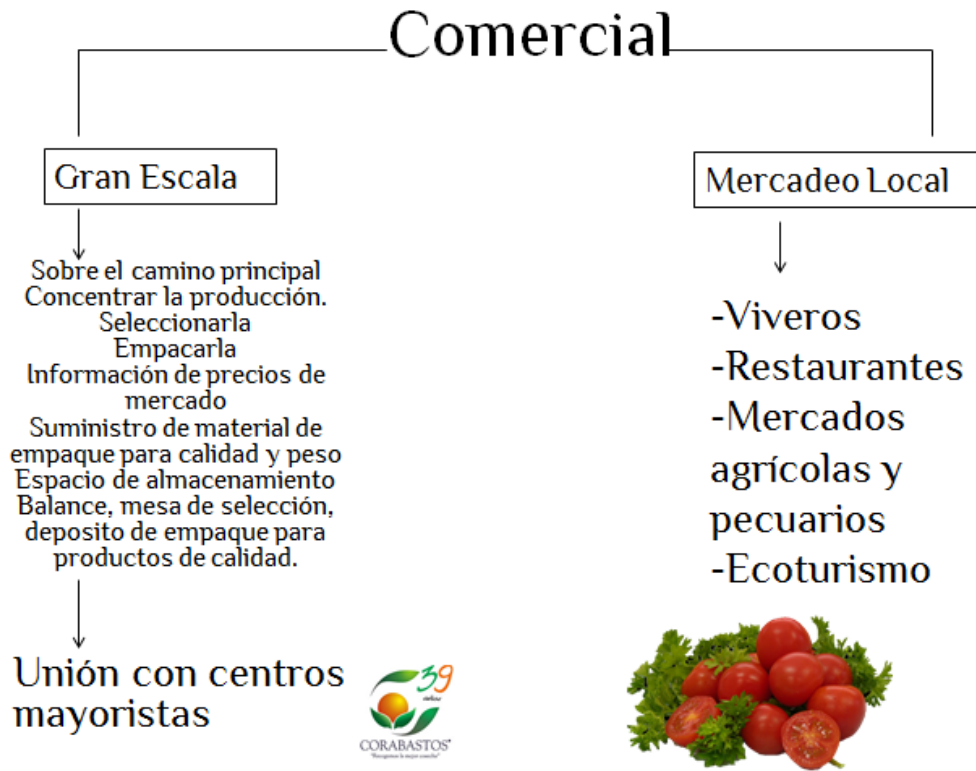 Comercial
Gran Escala
Sobre el camino principal
Concentrar la producción.
Seleccionarla
Empacarla
Información de precios de
mercado
Suministro de material de
empaque para calidad y peso
Espacio de almacenamiento
Balance, mesa de selección,
deposito de empaque para
productos de calidad.
Unión con centros
mayoristas
39
CORABASTOS
Mercadeo Local
-Viveros
-Restaurantes
-Mercados
agrícolas y
pecuarios
-Ecoturismo